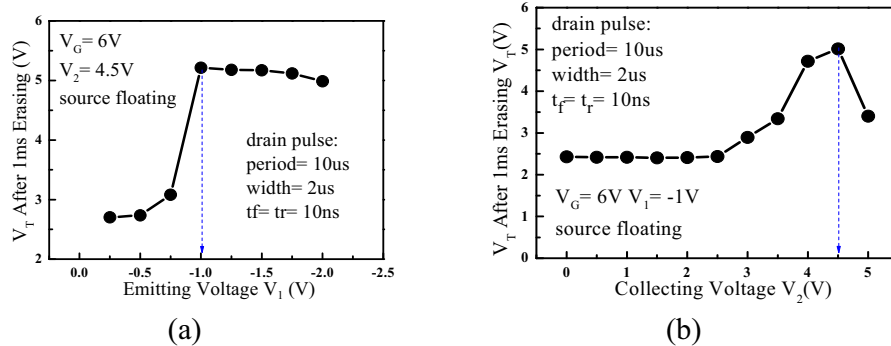 V_T After 1ms Erasing (V)
6
5
4
3
2
V_G= 6V
V_2= 4.5V
source floating
drain pulse:
period= 10us
width= 2us
tf= tr= 10ns
0.0 -0.5 -1.0 -1.5 -2.0 -2.5
Emitting Voltage V_1 (V)
(a)
V_T After 1ms Erasing V_T(V)
6
5
4
3
2
1
0
drain pulse:
period= 10us
width= 2us
t_f= t_r= 10ns
V_G= 6V V_1= -1V
source floating
0 1 2 3 4 5
Collecting Voltage V_2(V)
(b)